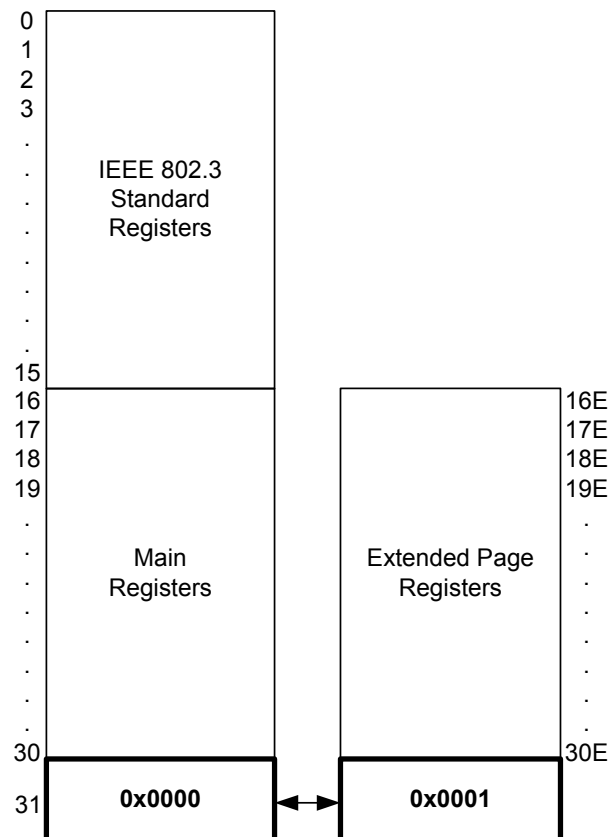 0
1
2
3
.
.
.
.
.
.
.
.
15
IEEE 802.3
Standard
Registers
16
17
18
19
.
.
.
.
.
.
.
.
30
Main
Registers
Extended Page
Registers
16E
17E
18E
19E
.
.
.
.
.
.
.
.
30E
31
0x0000
0x0001